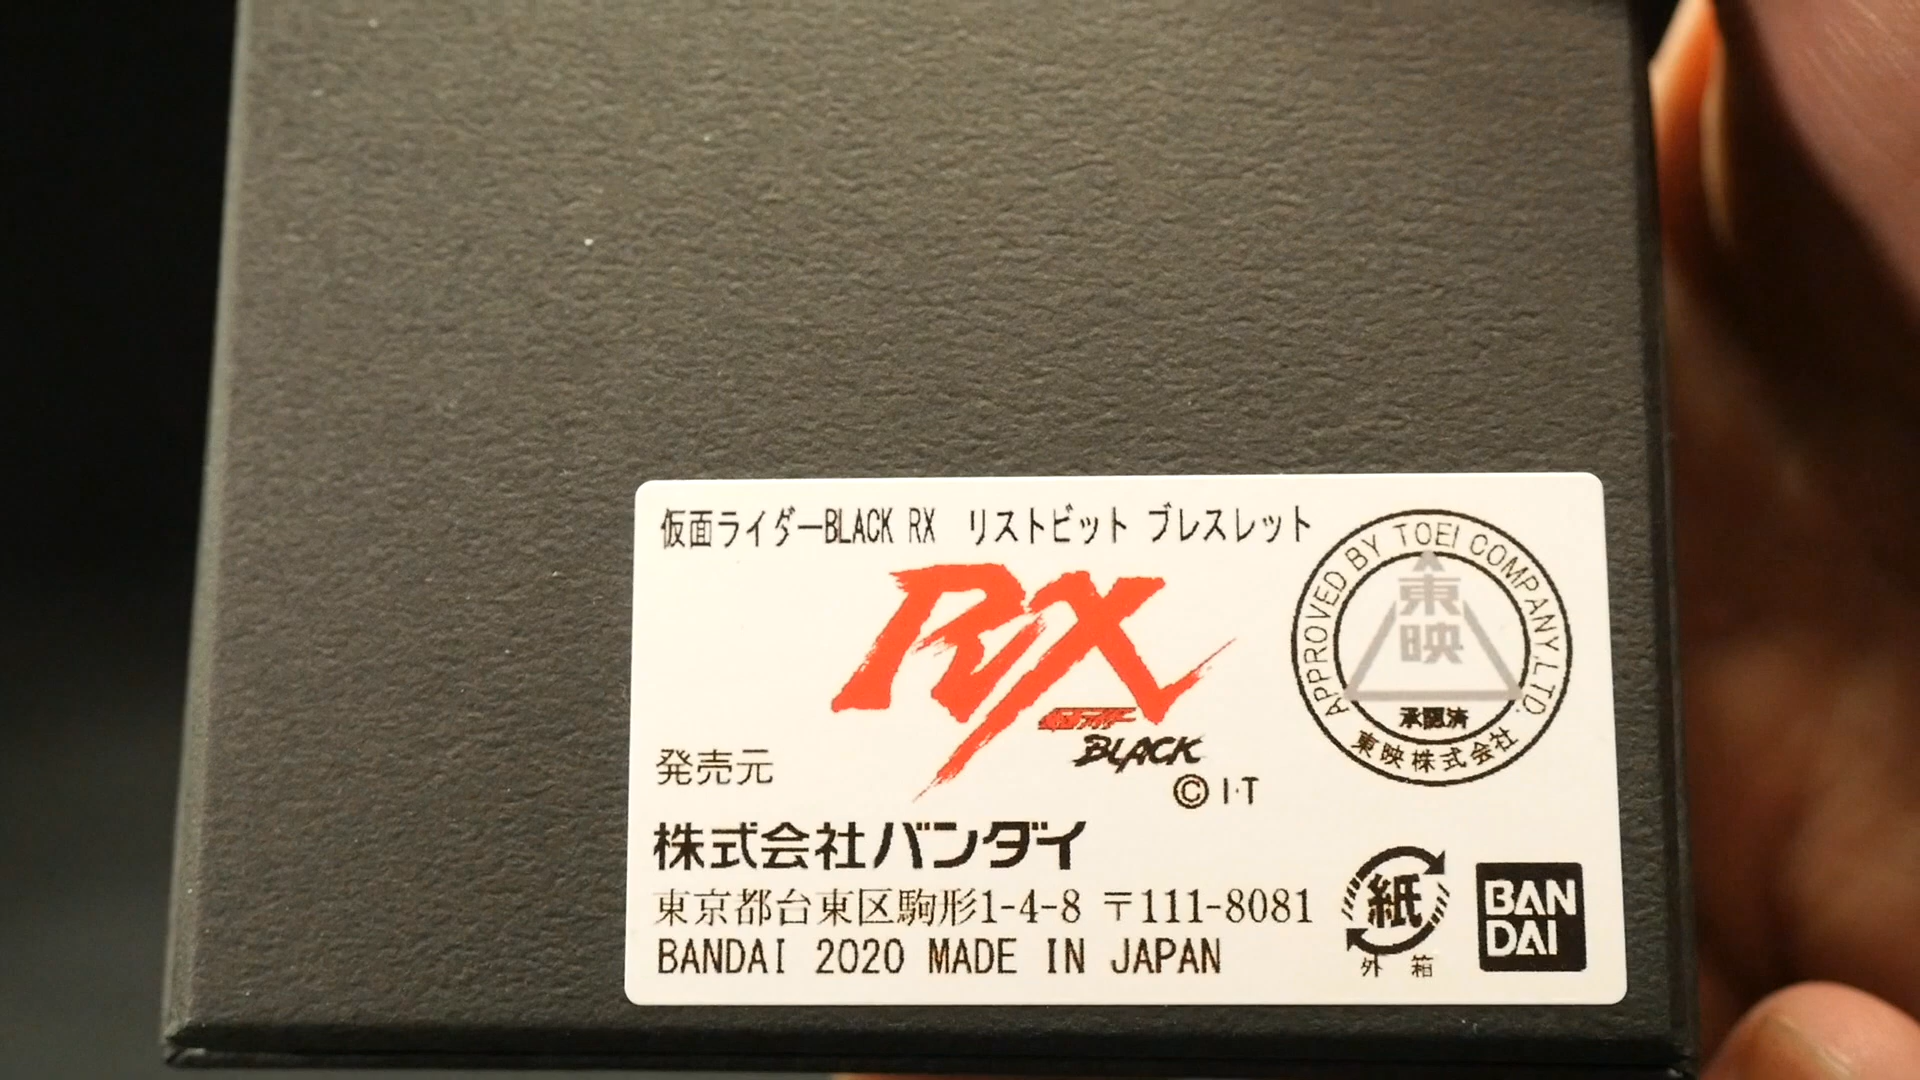 仮面ライダーBLACK RX リストビット ブレスレット
RX
BLACK
© I·T
APPROVED BY TOEI COMPANY, LTD.
東映
承認済
東映株式会社
発売元
株式会社バンダイ
東京都台東区駒形1-4-8 〒111-8081
BANDAI 2020 MADE IN JAPAN
紙
外 箱
BAN
DAI